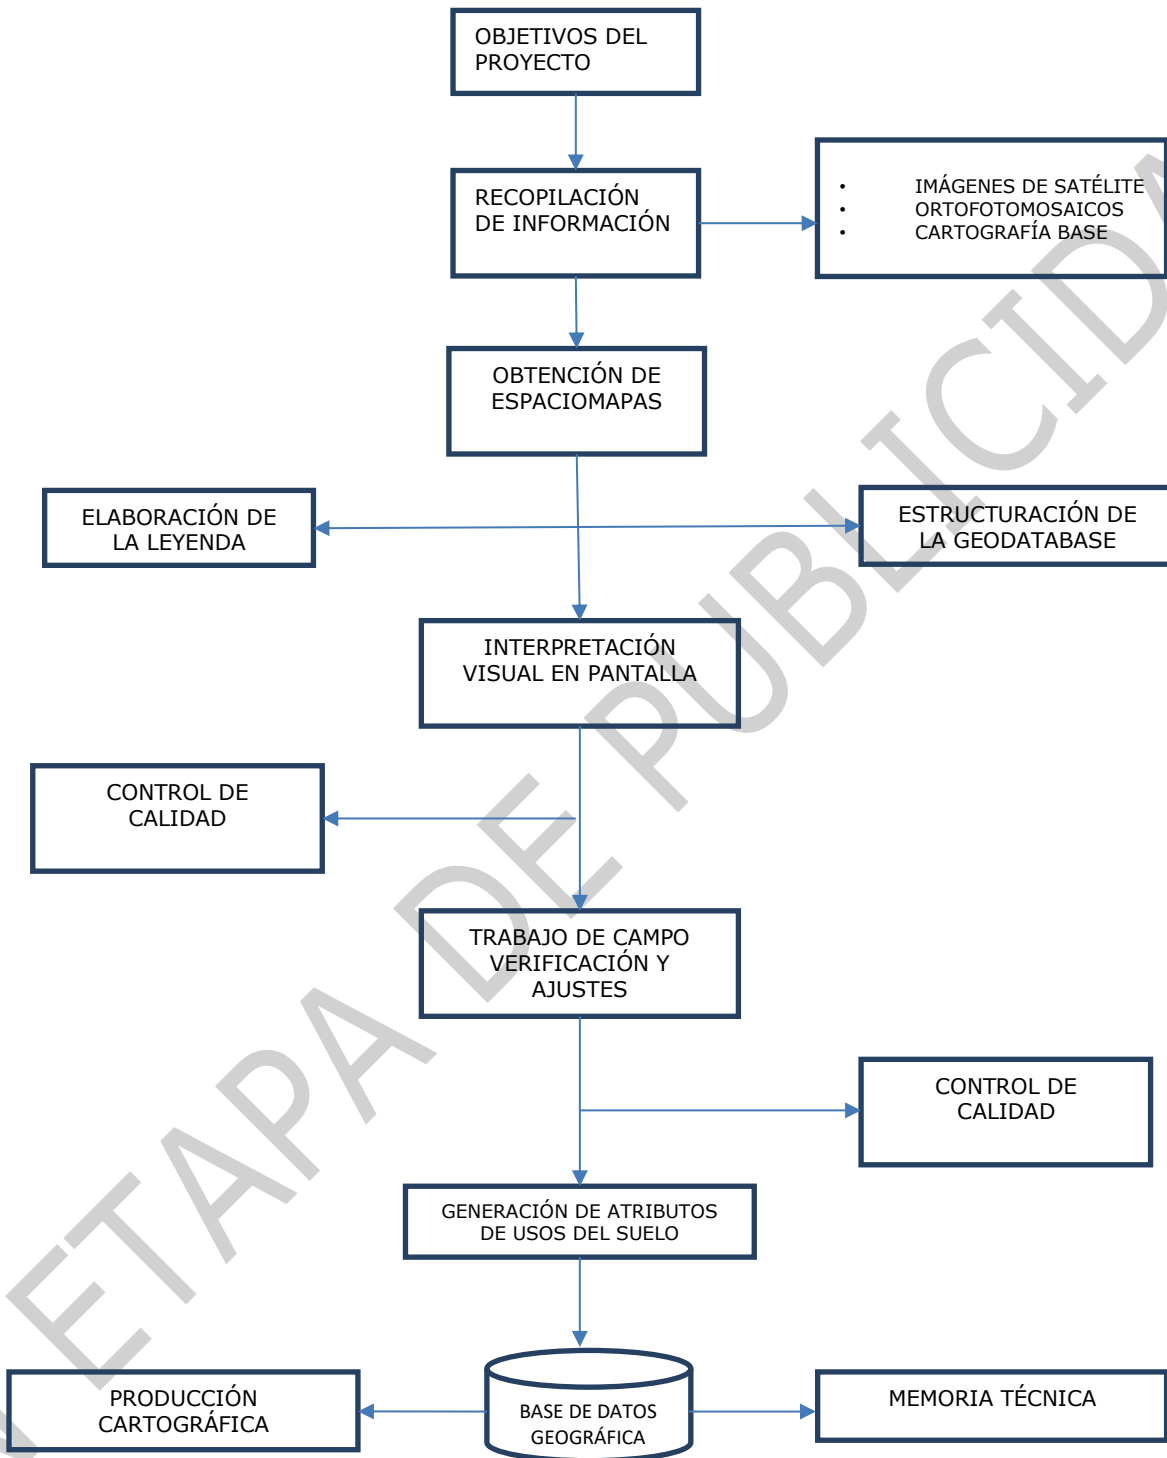 OBJETIVOS DEL
PROYECTO
RECOPILACIÓN
DE INFORMACIÓN
• IMÁGENES DE SATÉLITE
• ORTOFOTOMOSAICOS
• CARTOGRAFÍA BASE
OBTENCIÓN DE
ESPACIOMAPAS
ELABORACIÓN DE
LA LEYENDA
ESTRUCTURACIÓN DE
LA GEODATABASE
INTERPRETACIÓN
VISUAL EN PANTALLA
CONTROL DE
CALIDAD
TRABAJO DE CAMPO
VERIFICACIÓN Y
AJUSTES
CONTROL DE
CALIDAD
GENERACIÓN DE ATRIBUTOS
DE USOS DEL SUELO
PRODUCCIÓN
CARTOGRÁFICA
BASE DE DATOS
GEOGRÁFICA
MEMORIA TÉCNICA
ETAPA DE PUBLICIDA